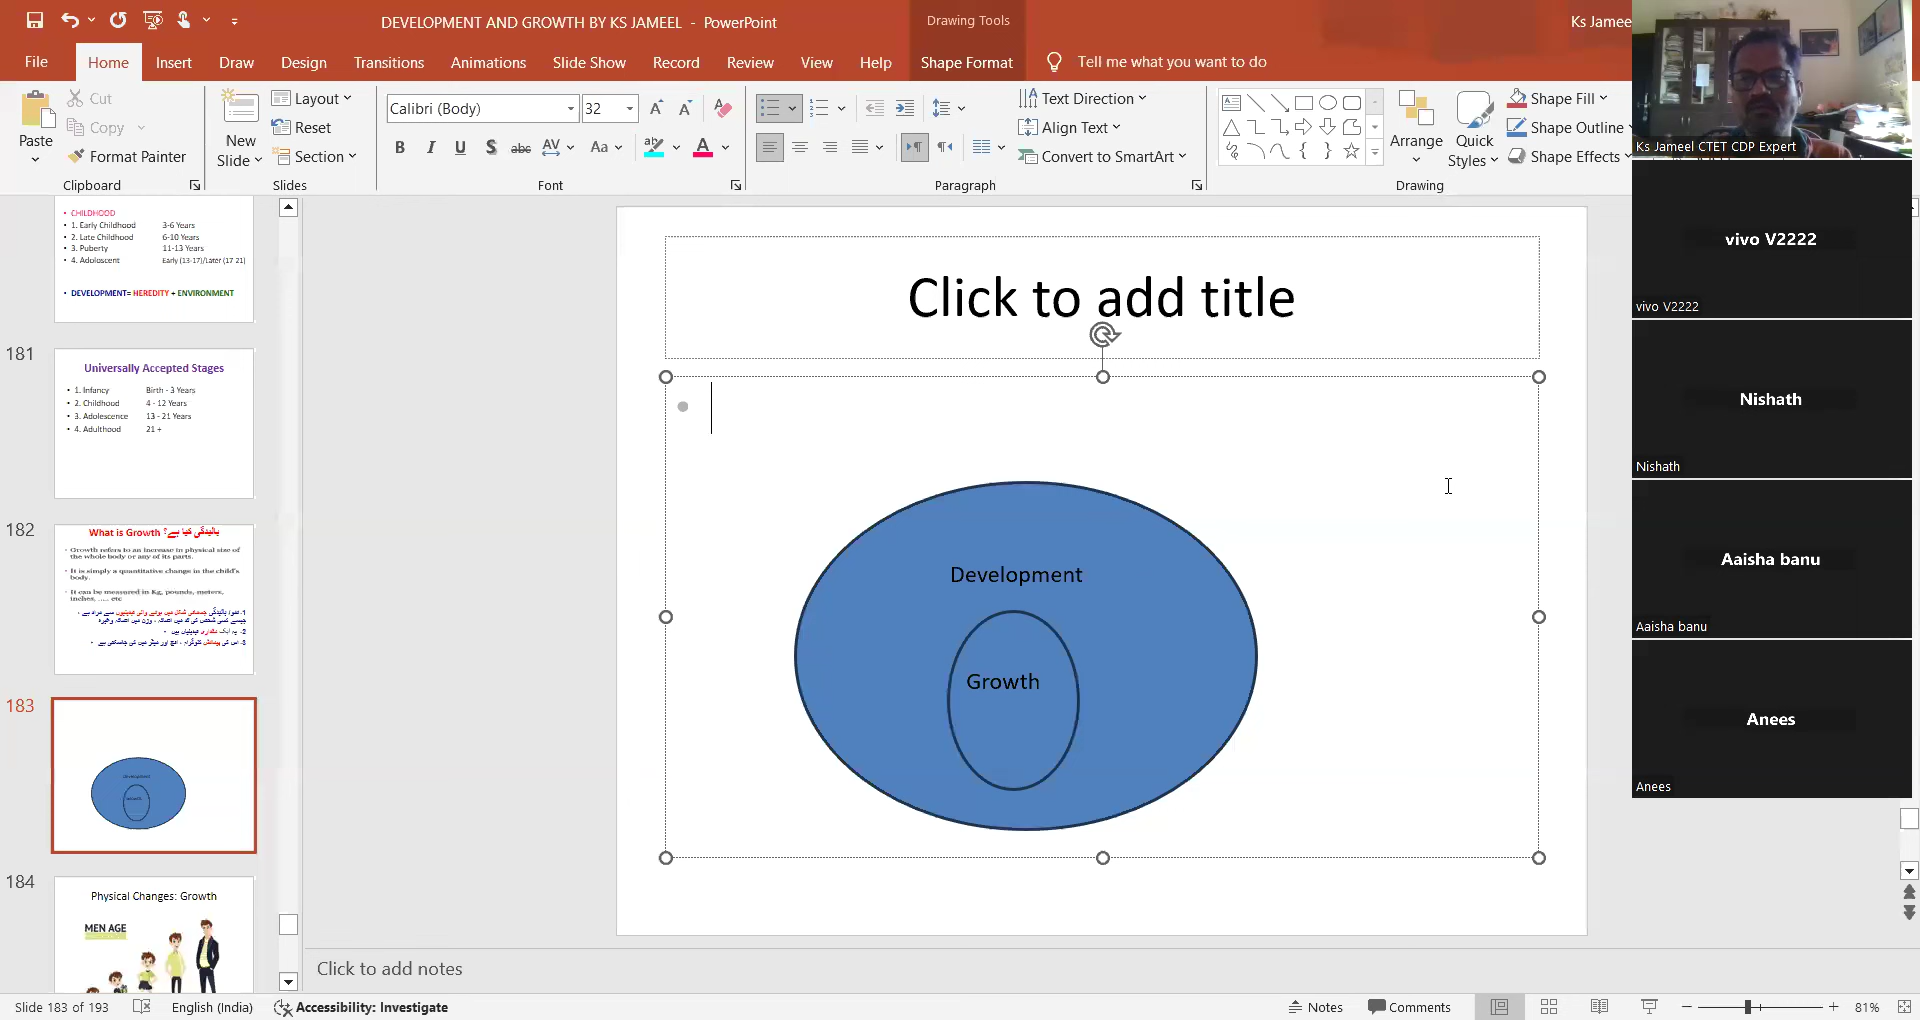 DEVELOPMENT AND GROWTH BY KS JAMEEL - PowerPoint
Drawing Tools
Ks Jamee
File
Home
Insert
Draw
Design
Transitions
Animations
Slide Show
Record
Review
View
Help
Shape Format
Tell me what you want to do
Paste
Cut
Copy
Format Painter
Clipboard
New
Slide
Layout
Reset
Section
Slides
Calibri (Body)
32
B I U S abc AV Aa A
Font
Text Direction
Align Text
Convert to SmartArt
Paragraph
Arrange
Quick
Styles
Shape Fill
Shape Outline
Shape Effects
Drawing
Ks Jameel CTET CDP Expert
vivo V2222
vivo V2222
Nishath
Nishath
Aaisha banu
Aaisha banu
Anees
Anees
• CHILDHOOD
• 1. Early Childhood 3-6 Years
• 2. Late Childhood 6-10 Years
• 3. Puberty 11-13 Years
• 4. Adoloscent Early (13-17)/Later (17 21)
• DEVELOPMENT= HEREDITY + ENVIRONMENT
181
Universally Accepted Stages
• 1. Infancy Birth - 3 Years
• 2. Childhood 4 - 12 Years
• 3. Adolescence 13 - 21 Years
• 4. Adulthood 21 +
182
What is Growth بالیدگی کیا ہے؟
• Growth refers to an increase in physical size of
the whole body or any of its parts.
• It is simply a quantitative change in the child's
body.
• It can be measured in Kg, pounds, meters,
inches, ..... etc
183
Development
184
Physical Changes: Growth
MEN AGE
Click to add title
Development
Growth
Click to add notes
Slide 183 of 193
English (India)
Accessibility: Investigate
Notes
Comments
81%